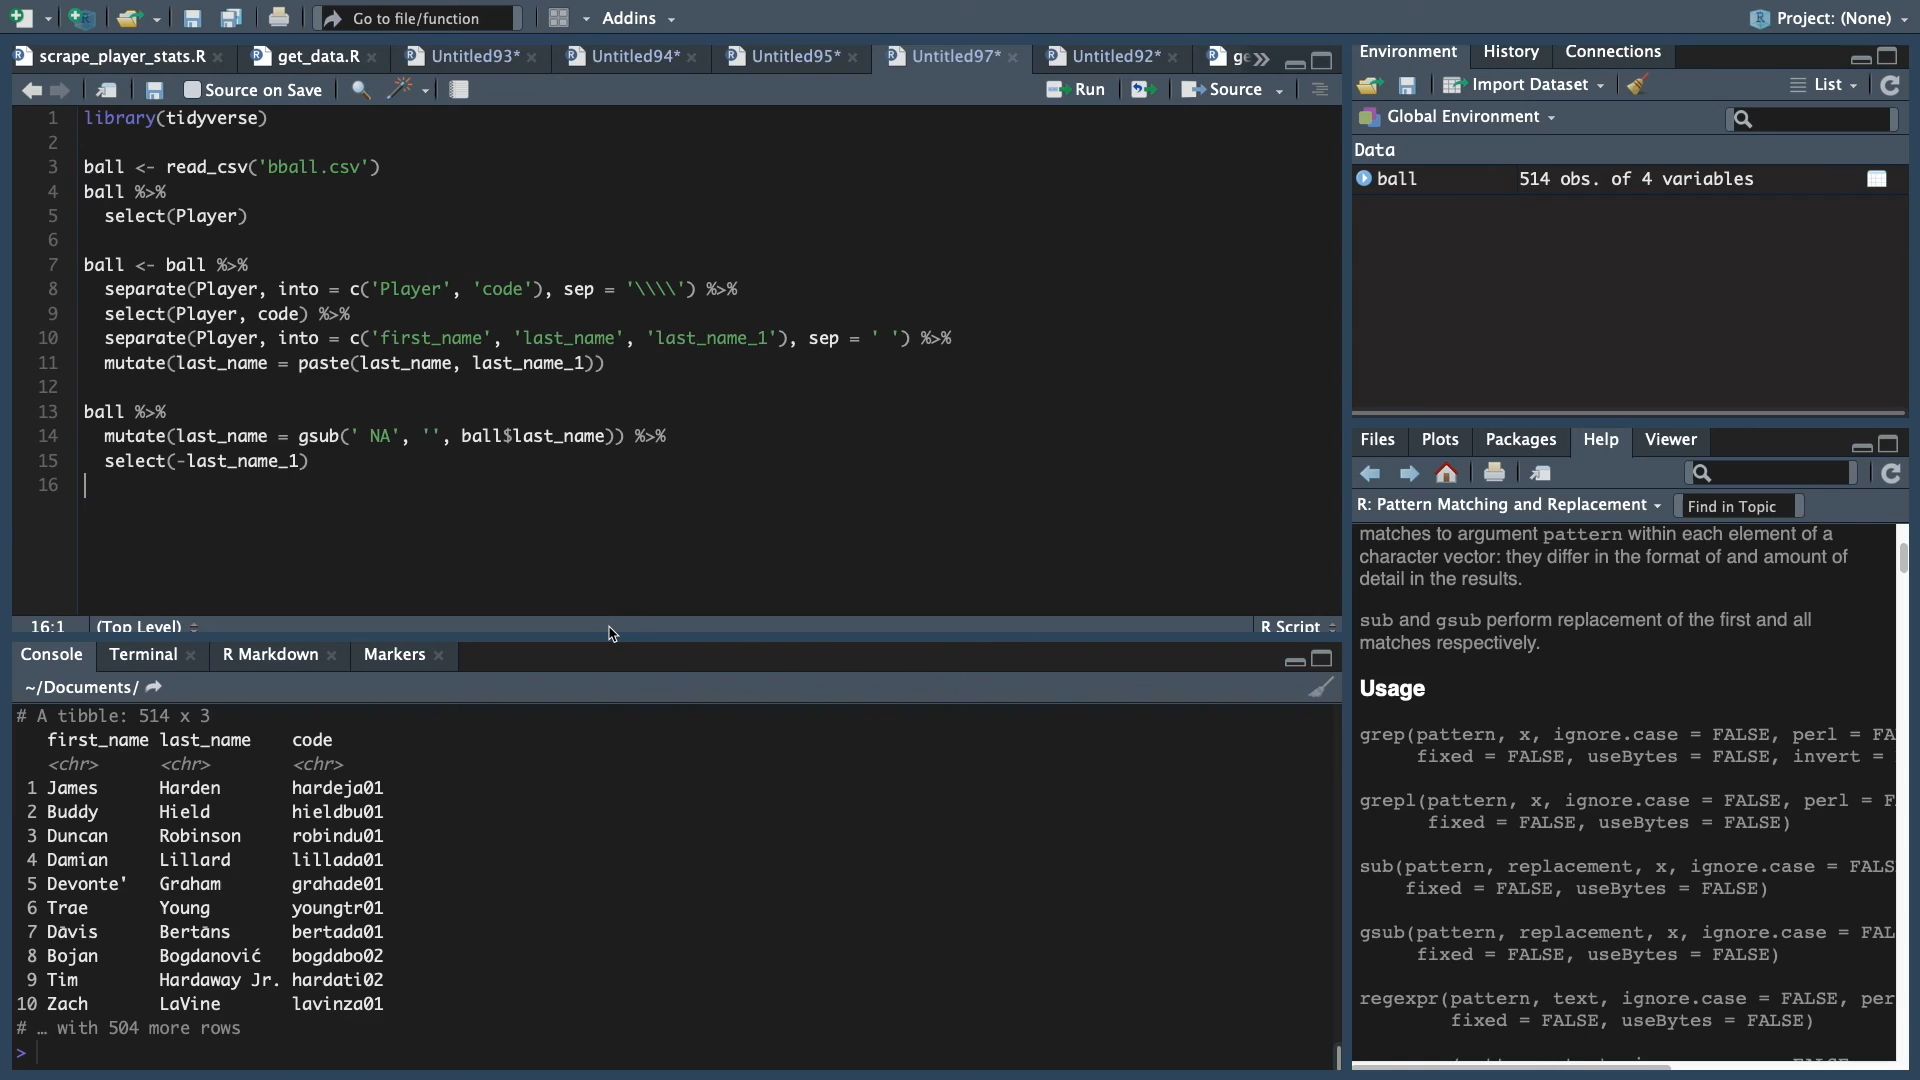 Go to file/function
Addins
Project: (None)
scrape_player_stats.R
get_data.R
Untitled93*
Untitled94*
Untitled95*
Untitled97*
Untitled92*
Source on Save
Run
Source
1 library(tidyverse)
2
3 ball <- read_csv('bball.csv')
4 ball %>%
5 select(Player)
6
7 ball <- ball %>%
8 separate(Player, into = c('Player', 'code'), sep = '\\\\') %>%
9 select(Player, code) %>%
10 separate(Player, into = c('first_name', 'last_name', 'last_name_1'), sep = ' ') %>%
11 mutate(last_name = paste(last_name, last_name_1))
12
13 ball %>%
14 mutate(last_name = gsub(' NA', '', ball$last_name)) %>%
15 select(-last_name_1)
16
16:1 (Top Level) R Script
Console Terminal R Markdown Markers
~/Documents/
# A tibble: 514 x 3
first_name last_name code
<chr> <chr> <chr>
1 James Harden hardeja01
2 Buddy Hield hieldbu01
3 Duncan Robinson robindu01
4 Damian Lillard lillada01
5 Devonte' Graham grahade01
6 Trae Young youngtr01
7 Dāvis Bertāns bertada01
8 Bojan Bogdanović bogdabo02
9 Tim Hardaway Jr. hardati02
10 Zach LaVine lavinza01
# … with 504 more rows
>
Environment History Connections
Import Dataset List
Global Environment
Data
ball 514 obs. of 4 variables
Files Plots Packages Help Viewer
R: Pattern Matching and Replacement Find in Topic
matches to argument pattern within each element of a
character vector: they differ in the format of and amount of
detail in the results.
sub and gsub perform replacement of the first and all
matches respectively.
Usage
grep(pattern, x, ignore.case = FALSE, perl = FA
fixed = FALSE, useBytes = FALSE, invert =
grepl(pattern, x, ignore.case = FALSE, perl = F
fixed = FALSE, useBytes = FALSE)
sub(pattern, replacement, x, ignore.case = FALS
fixed = FALSE, useBytes = FALSE)
gsub(pattern, replacement, x, ignore.case = FAL
fixed = FALSE, useBytes = FALSE)
regexpr(pattern, text, ignore.case = FALSE, per
fixed = FALSE, useBytes = FALSE)